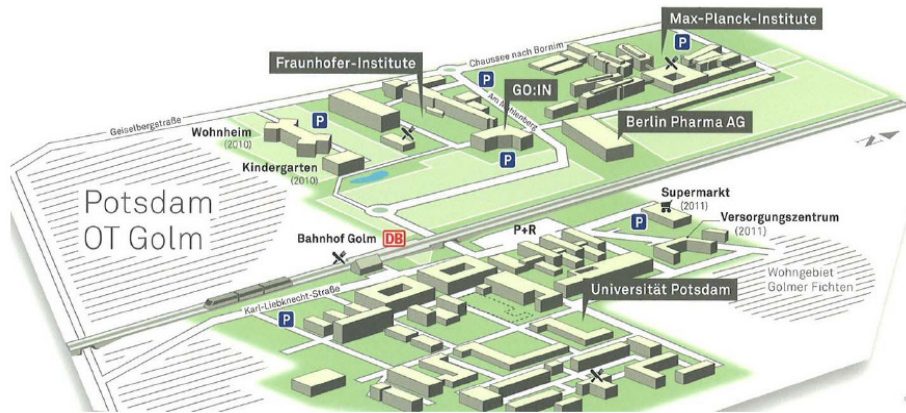 Max-Planck-Institute
P
Chaussee nach Bornim
Fraunhofer-Institute
P
GO:IN
Am Mühlenberg
Geiselbergstraße
P
Wohnheim
(2010)
Berlin Pharma AG
P
Kindergarten
(2010)
Potsdam
OT Golm
Supermarkt
(2011)
Versorgungszentrum
(2011)
P
P+R
Bahnhof Golm DB
Wohngebiet
Golmer Fichten
Universität Potsdam
Karl-Liebknecht-Straße
P